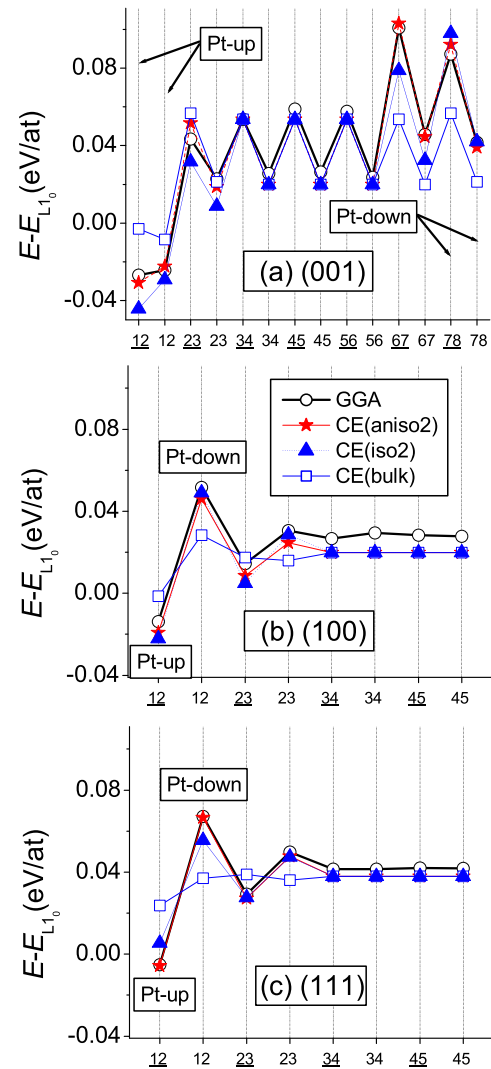 Pt-up
0.08
0.04
0.00
-0.04
E-E_{L1_0}(eV/at)
Pt-down
(a) (001)
12 12 23 23 34 34 45 45 56 56 67 67 78 78
GGA
CE(aniso2)
CE(iso2)
CE(bulk)
Pt-down
0.08
0.04
0.00
-0.04
E-E_{L1_0}(eV/at)
Pt-up
(b) (100)
12 12 23 23 34 34 45 45
Pt-down
0.08
0.04
0.00
-0.04
E-E_{L1_0}(eV/at)
Pt-up
(c) (111)
12 12 23 23 34 34 45 45